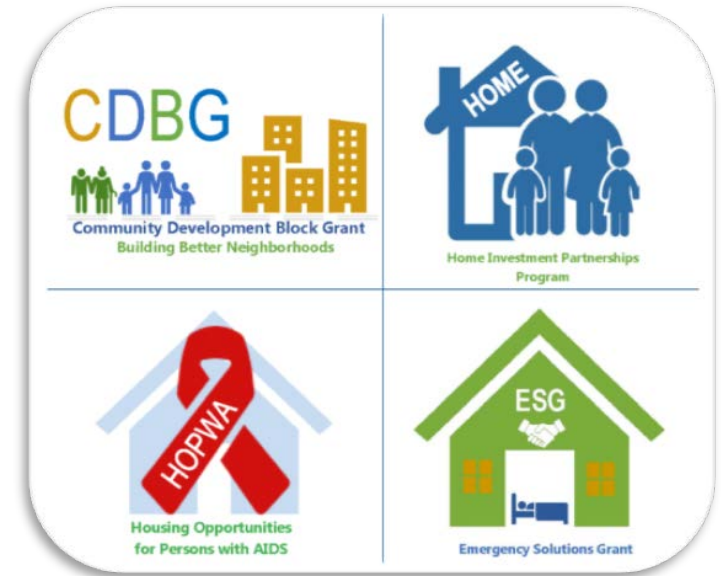 CDBG
Community Development Block Grant
Building Better Neighborhoods
HOME
Home Investment Partnerships
Program
HOPWA
Housing Opportunities
for Persons with AIDS
ESG
Emergency Solutions Grant